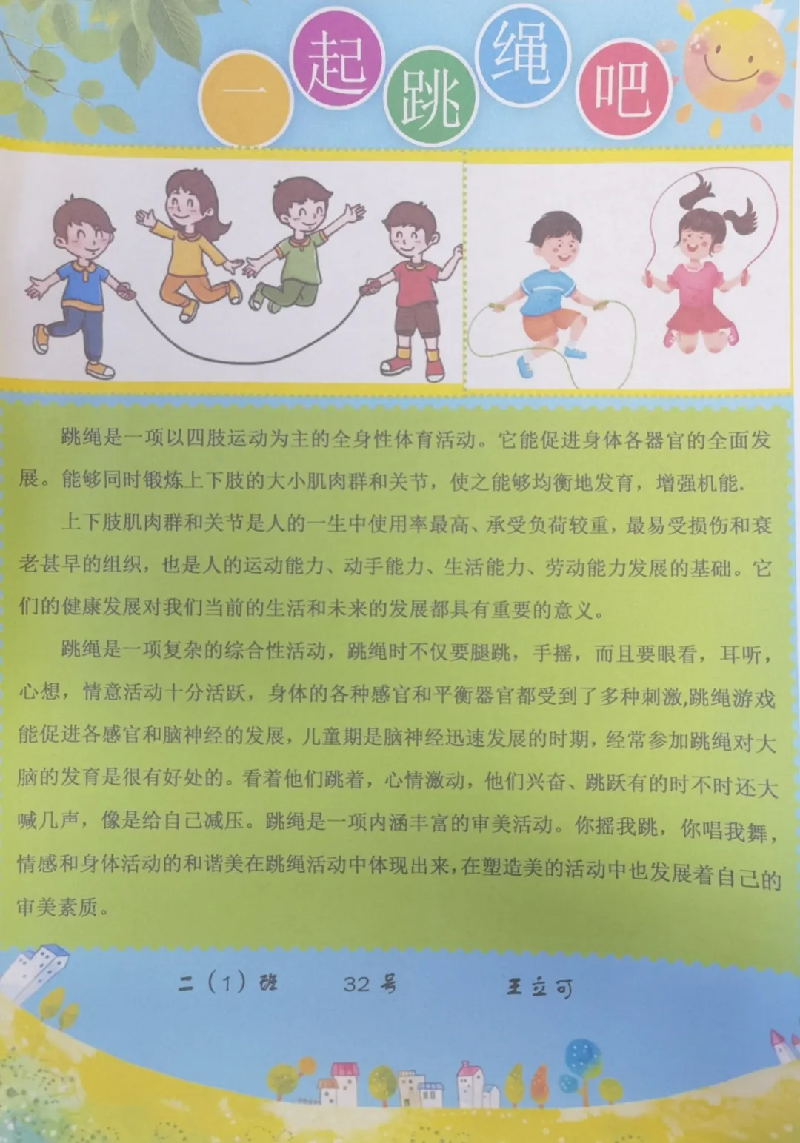 一起跳绳吧
跳绳是一项以四肢运动为主的全身性体育活动。它能促进身体各器官的全面发
展。能够同时锻炼上下肢的大小肌肉群和关节，使之能够均衡地发育，增强机能.
上下肢肌肉群和关节是人的一生中使用率最高、承受负荷较重，最易受损伤和衰
老甚早的组织，也是人的运动能力、动手能力、生活能力、劳动能力发展的基础。它
们的健康发展对我们当前的生活和未来的发展都具有重要的意义。
跳绳是一项复杂的综合性活动，跳绳时不仅要腿跳，手摇，而且要眼看，耳听，
心想，情意活动十分活跃，身体的各种感官和平衡器官都受到了多种刺激,跳绳游戏
能促进各感官和脑神经的发展，儿童期是脑神经迅速发展的时期，经常参加跳绳对大
脑的发育是很有好处的。看着他们跳着，心情激动，他们兴奋、跳跃有的时不时还大
喊几声，像是给自己减压。跳绳是一项内涵丰富的审美活动。你摇我跳，你唱我舞，
情感和身体活动的和谐美在跳绳活动中体现出来，在塑造美的活动中也发展着自己的
审美素质。
二（1）班 32号 王立可